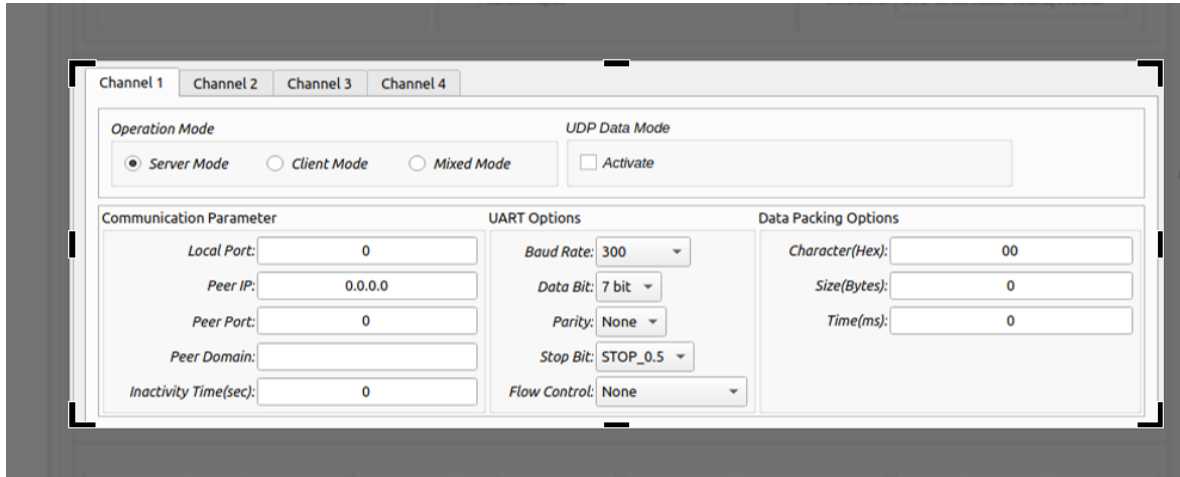 Channel 1 Channel 2 Channel 3 Channel 4
Operation Mode UDP Data Mode
Server Mode Client Mode Mixed Mode Activate
Communication Parameter UART Options Data Packing Options
Local Port: 0 Baud Rate: 300 Character(Hex): 00
Peer IP: 0.0.0.0 Data Bit: 7 bit Size(Bytes): 0
Peer Port: 0 Parity: None Time(ms): 0
Peer Domain: Stop Bit: STOP_0.5
Inactivity Time(sec): 0 Flow Control: None